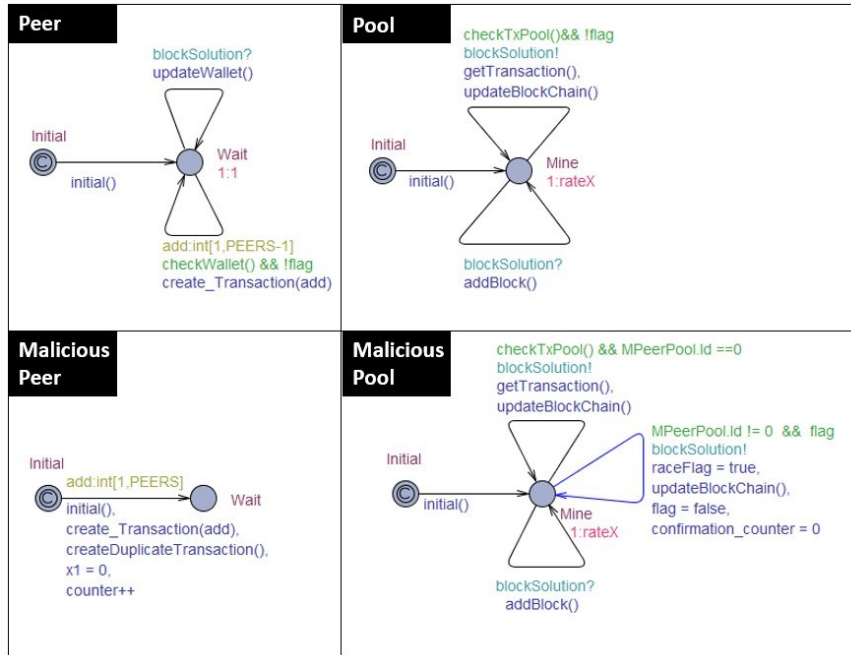 Peer
blockSolution?
updateWallet()
Initial
C
initial()
Wait
1:1
add:int[1,PEERS-1]
checkWallet() && !flag
create_Transaction(add)
Pool
checkTxPool()&& !flag
blockSolution!
getTransaction(),
updateBlockChain()
Initial
C
initial()
Mine
1:rateX
blockSolution?
addBlock()
Malicious
Peer
Initial
C
add:int[1,PEERS]
initial(),
create_Transaction(add),
createDuplicateTransaction(),
x1 = 0,
counter++
Wait
Malicious
Pool
checkTxPool() && MPeerPool.Id ==0
blockSolution!
getTransaction(),
updateBlockChain()
MPeerPool.Id != 0 && flag
blockSolution!
raceFlag = true,
updateBlockChain(),
flag = false,
confirmation_counter = 0
Initial
C
initial()
Mine
1:rateX
blockSolution?
addBlock()